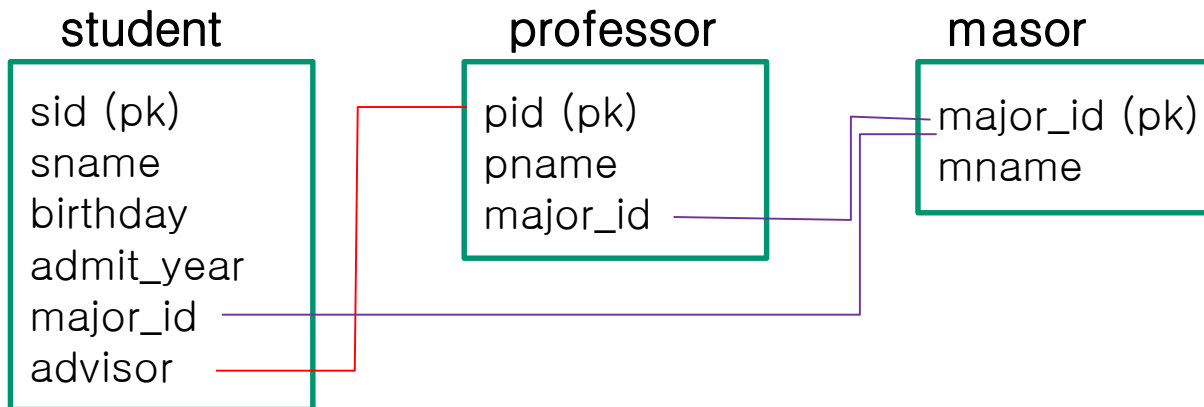 student
sid (pk)
sname
birthday
admit_year
major_id
advisor
professor
pid (pk)
pname
major_id
masor
major_id (pk)
mname